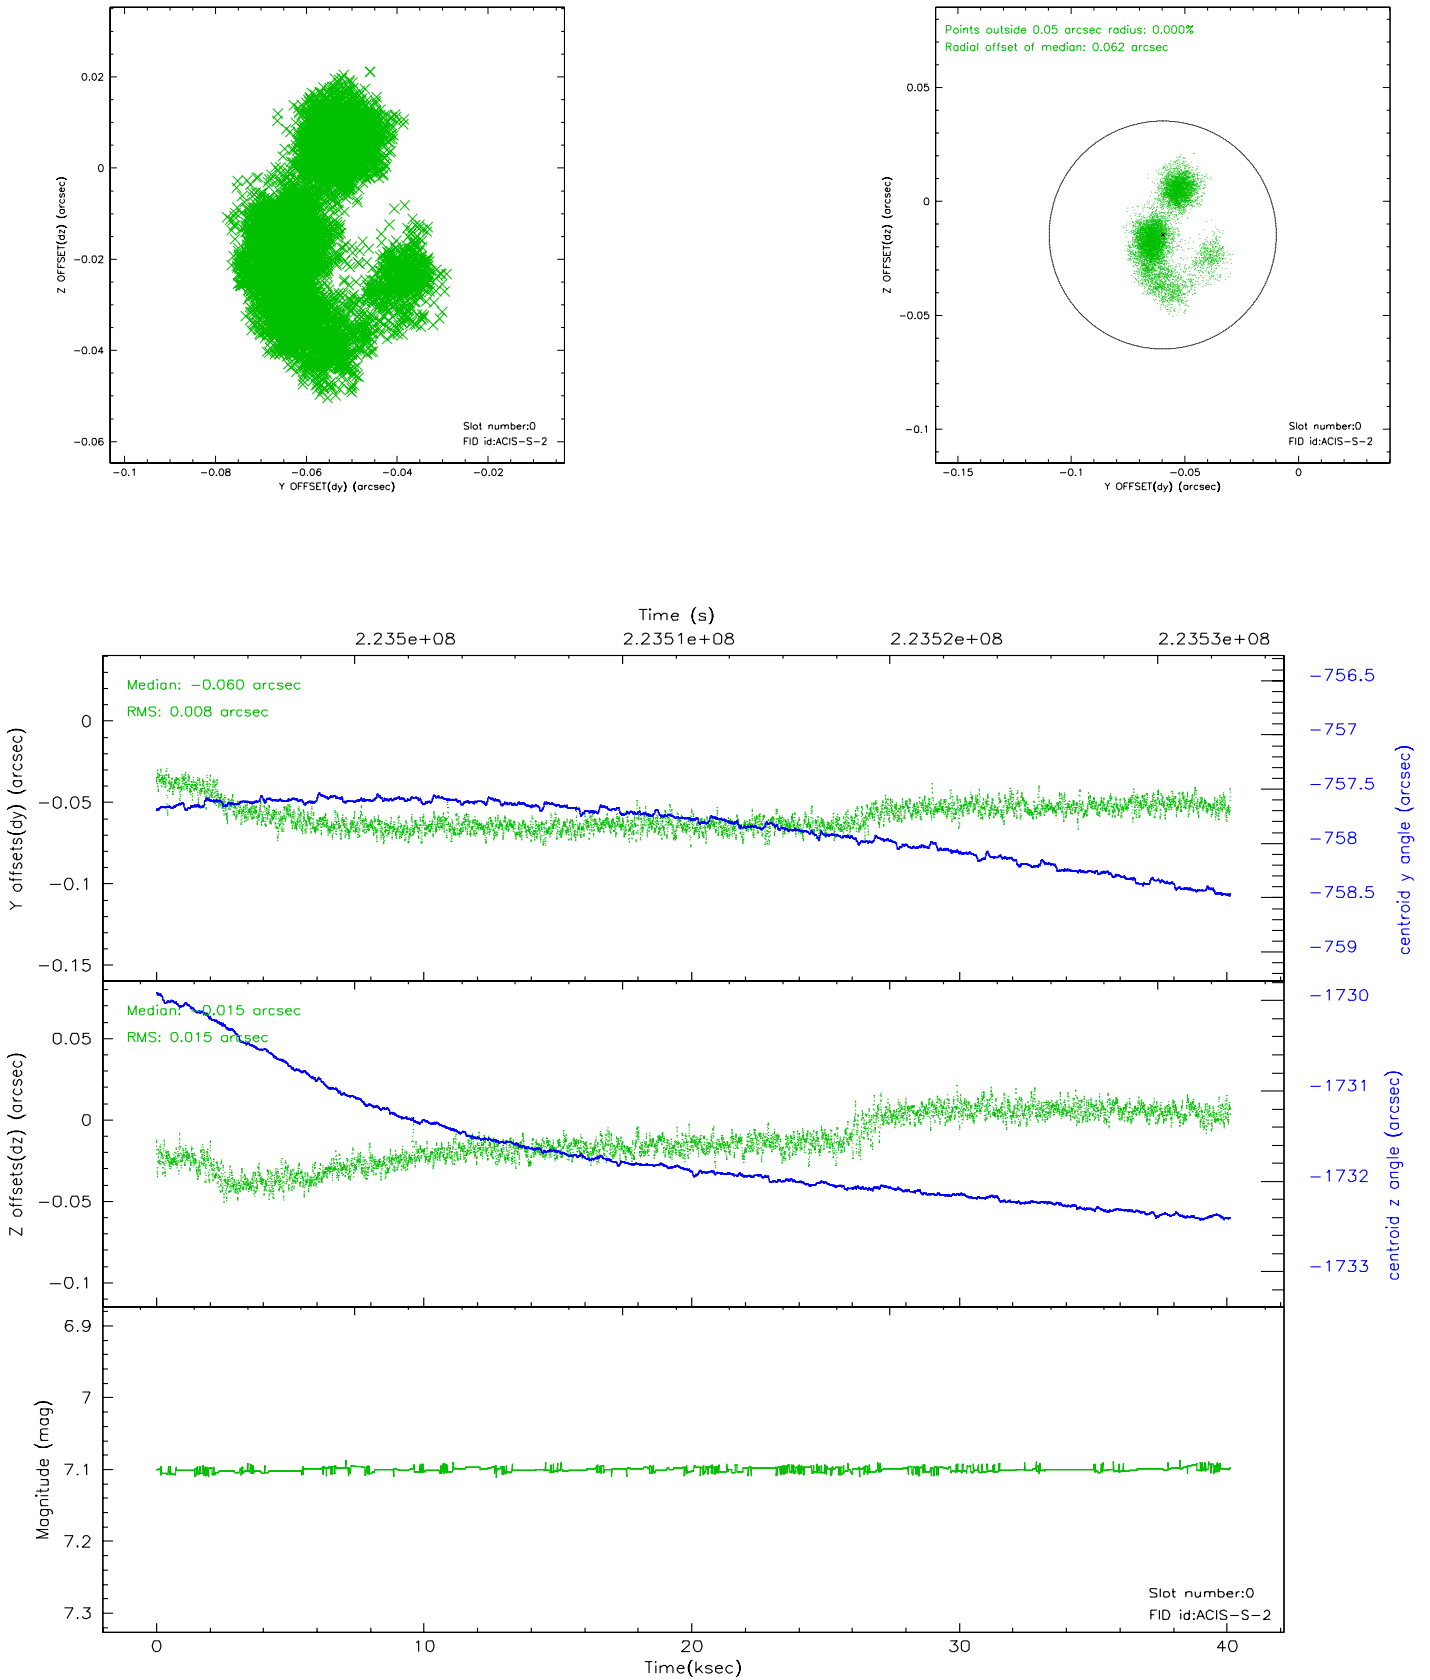 0.02
0
-0.02
-0.04
-0.06
Z OFFSET(dz) (arcsec)
Slot number:0
FID id:ACIS-S-2
-0.1
-0.08
-0.06
-0.04
-0.02
Y OFFSET(dy) (arcsec)
Points outside 0.05 arcsec radius: 0.000%
Radial offset of median: 0.062 arcsec
0.05
0
-0.05
-0.1
Z OFFSET(dz) (arcsec)
Slot number:0
FID id:ACIS-S-2
-0.15
-0.1
-0.05
0
Y OFFSET(dy) (arcsec)
Time (s)
2.235e+08
2.2351e+08
2.2352e+08
2.2353e+08
Median: -0.060 arcsec
RMS: 0.008 arcsec
0
-0.05
-0.1
-0.15
Y offsets(dy) (arcsec)
-756.5
-757
-757.5
-758
-758.5
-759
centroid y angle (arcsec)
Median: -0.015 arcsec
RMS: 0.015 arcsec
0.05
0
-0.05
-0.1
Z offsets(dz) (arcsec)
-1730
-1731
-1732
-1733
centroid z angle (arcsec)
6.9
7
7.1
7.2
7.3
Magnitude (mag)
Slot number:0
FID id:ACIS-S-2
0
10
20
30
40
Time(ksec)